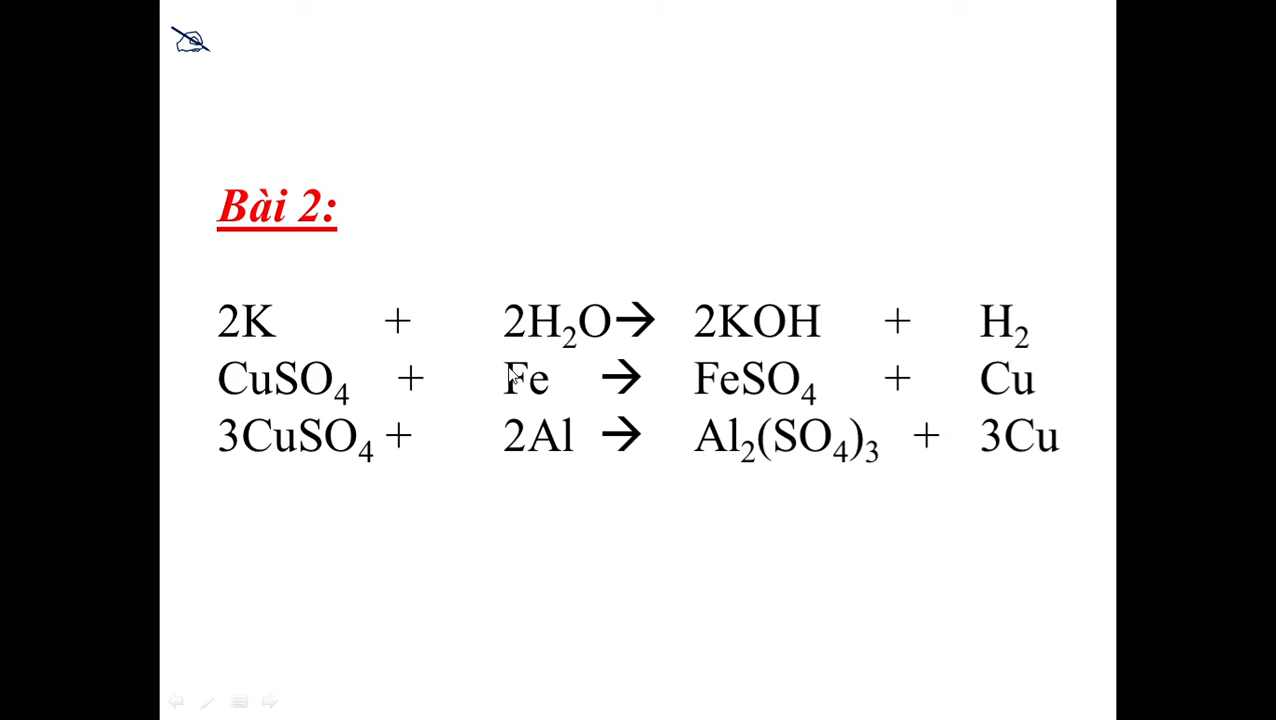 Bài 2:
2K + 2H₂O→ 2KOH + H₂
CuSO₄ + Fe → FeSO₄ + Cu
3CuSO₄ + 2Al → Al₂(SO₄)₃ + 3Cu